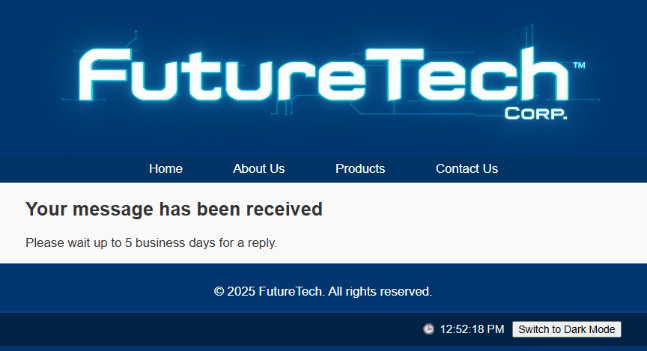 FutureTech™
Corp.
Home About Us Products Contact Us
Your message has been received
Please wait up to 5 business days for a reply.
© 2025 FutureTech. All rights reserved.
12:52:18 PM Switch to Dark Mode